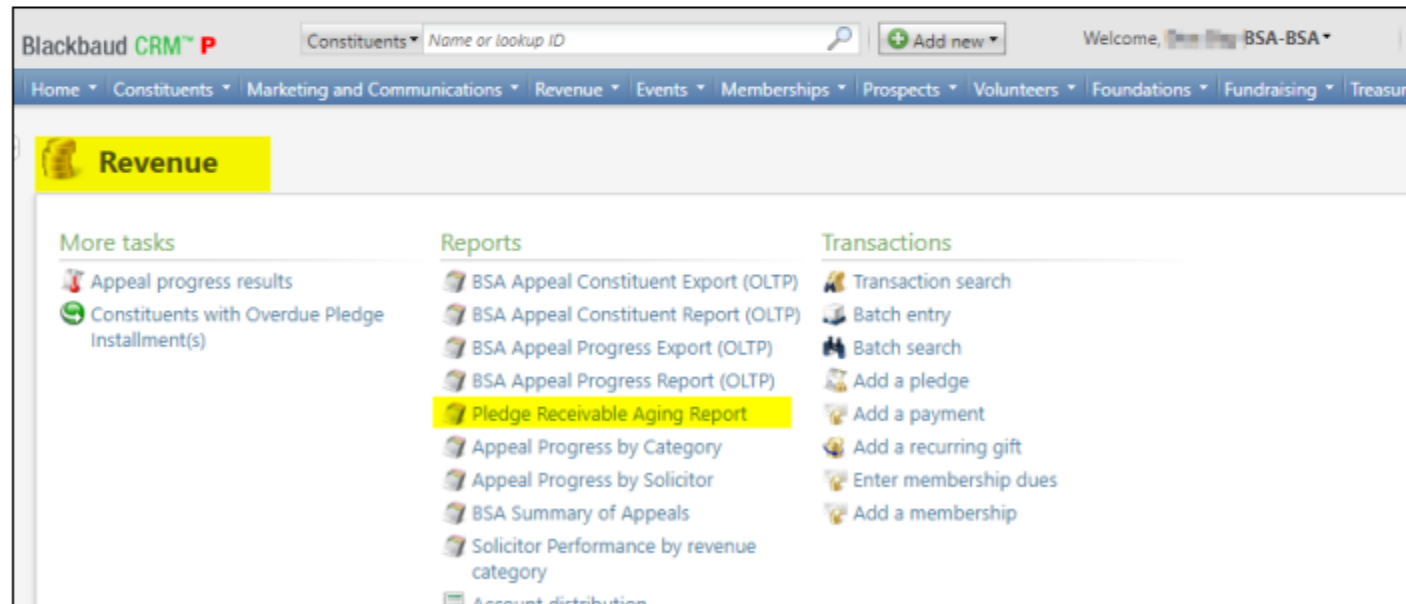 Blackbaud CRM™ P Constituents Name or lookup ID Add new Welcome, BSA-BSA
Home Constituents Marketing and Communications Revenue Events Memberships Prospects Volunteers Foundations Fundraising Treasur
Revenue
More tasks
Appeal progress results
Constituents with Overdue Pledge
Installment(s)
Reports
BSA Appeal Constituent Export (OLTP)
BSA Appeal Constituent Report (OLTP)
BSA Appeal Progress Export (OLTP)
BSA Appeal Progress Report (OLTP)
Pledge Receivable Aging Report
Appeal Progress by Category
Appeal Progress by Solicitor
BSA Summary of Appeals
Solicitor Performance by revenue
category
Account distribution
Transactions
Transaction search
Batch entry
Batch search
Add a pledge
Add a payment
Add a recurring gift
Enter membership dues
Add a membership